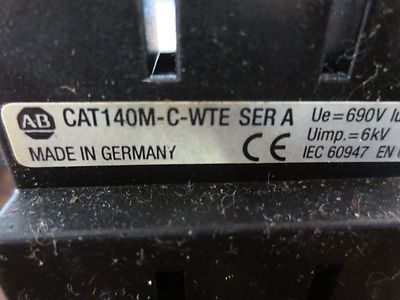 AB CAT140M-C-WTE SER A Ue=690V
MADE IN GERMANY CE Uimp.=6kV
IEC 60947 EN